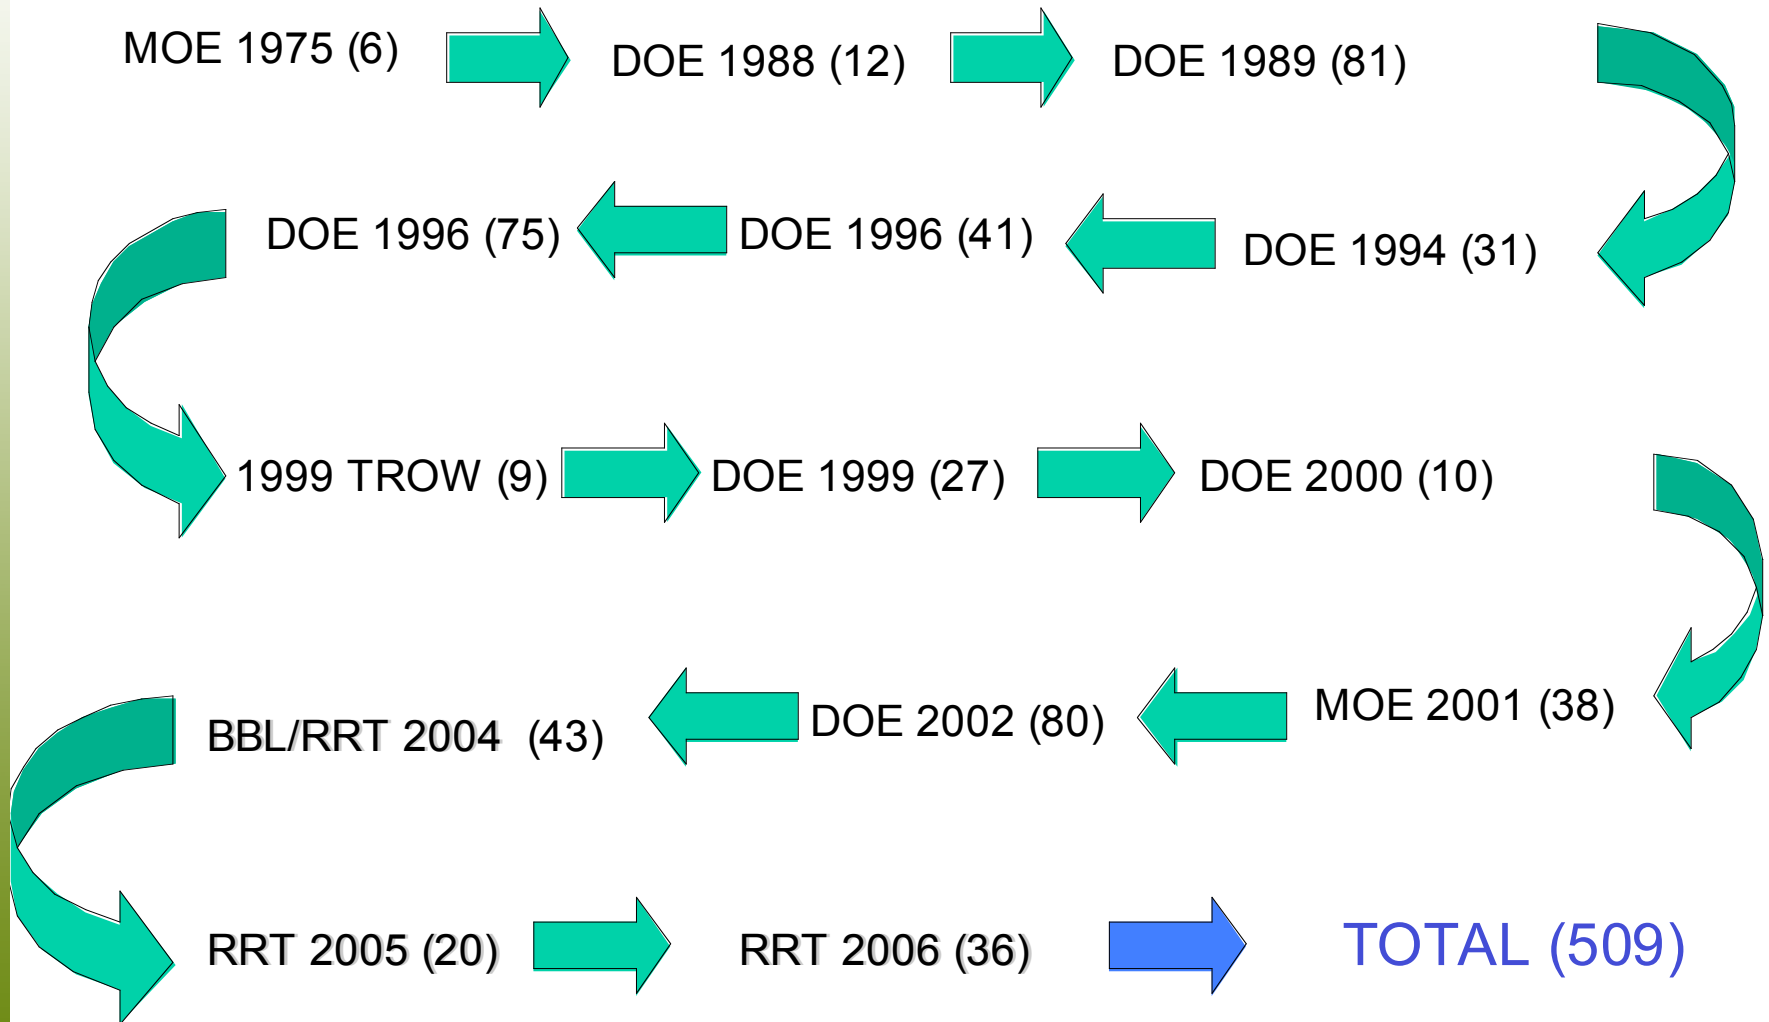 MOE 1975 (6)
DOE 1988 (12)
DOE 1989 (81)
DOE 1994 (31)
DOE 1996 (41)
DOE 1996 (75)
1999 TROW (9)
DOE 1999 (27)
DOE 2000 (10)
MOE 2001 (38)
DOE 2002 (80)
BBL/RRT 2004 (43)
RRT 2005 (20)
RRT 2006 (36)
TOTAL (509)